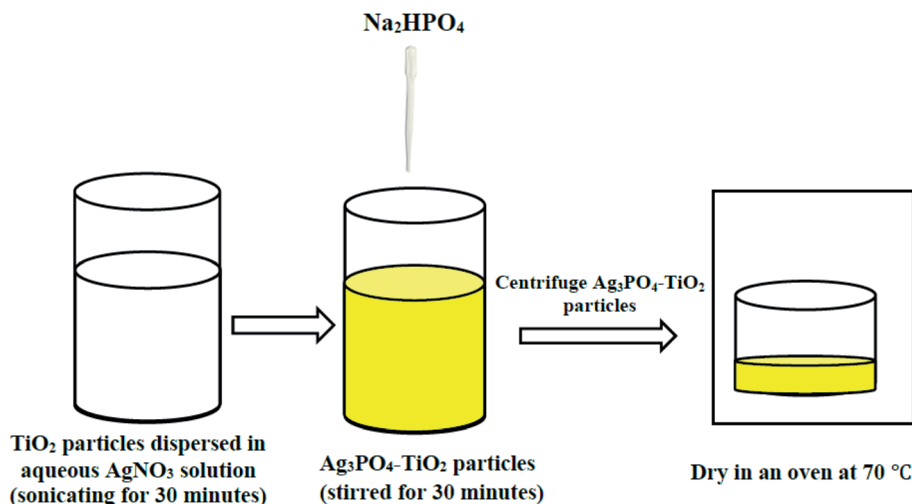 Na₂HPO₄
Centrifuge Ag₃PO₄-TiO₂
particles
TiO₂ particles dispersed in
aqueous AgNO₃ solution
(sonicating for 30 minutes)
Ag₃PO₄-TiO₂ particles
(stirred for 30 minutes)
Dry in an oven at 70 °C